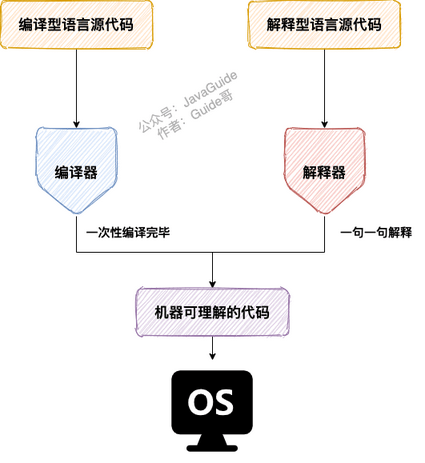 编译型语言源代码
解释型语言源代码
公众号：JavaGuide
作者：Guide哥
编译器
解释器
一次性编译完毕
一句一句解释
机器可理解的代码
OS